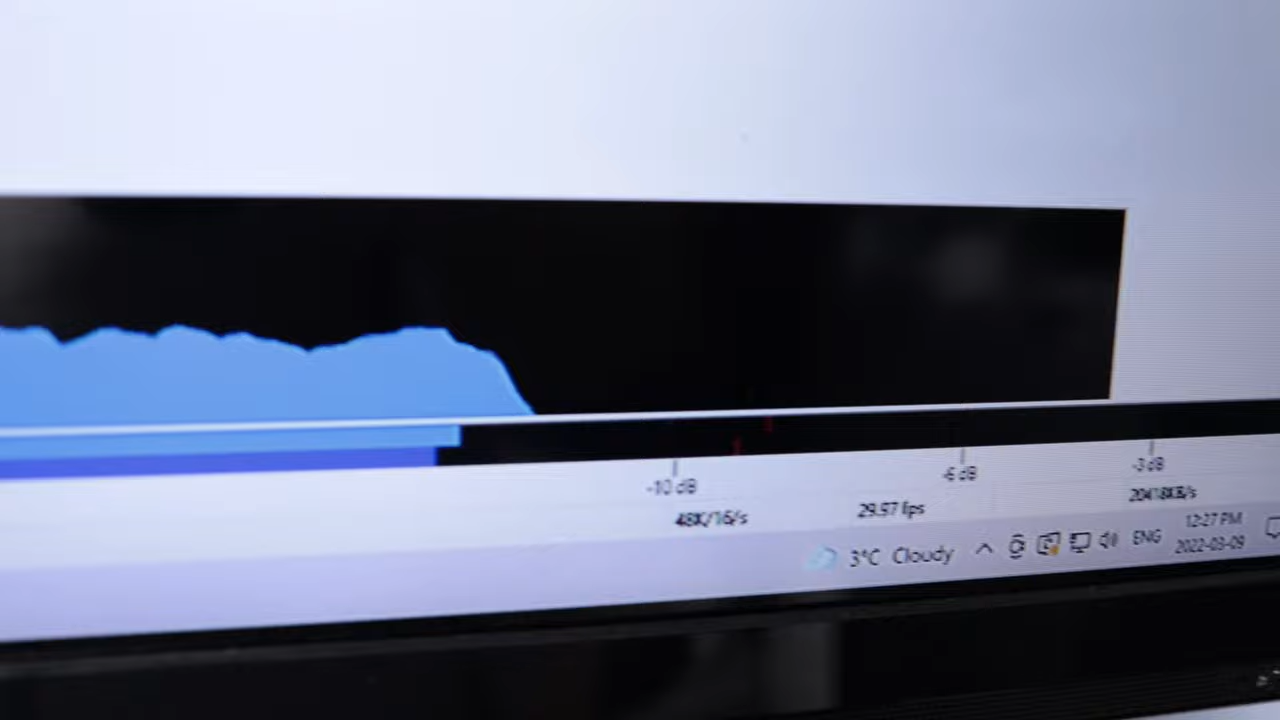 -10 dB
-6 dB
-3 dB
48K/16/s
29.97 fps
20418KB/s
3°C Cloudy
ENG
12:27 PM
2022-03-09